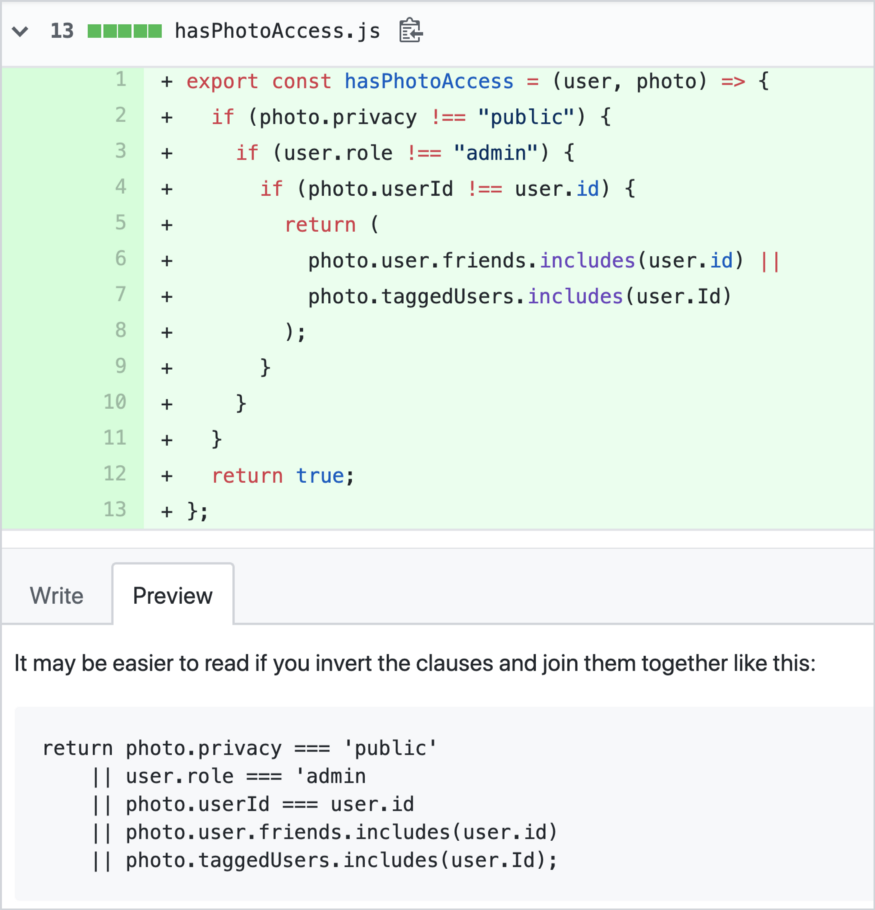 13 hasPhotoAccess.js
1 + export const hasPhotoAccess = (user, photo) => {
2 +   if (photo.privacy !== "public") {
3 +     if (user.role !== "admin") {
4 +       if (photo.userId !== user.id) {
5 +         return (
6 +           photo.user.friends.includes(user.id) ||
7 +           photo.taggedUsers.includes(user.Id)
8 +         );
9 +       }
10 +     }
11 +   }
12 +   return true;
13 + };
Write Preview
It may be easier to read if you invert the clauses and join them together like this:
return photo.privacy === 'public'
    || user.role === 'admin
    || photo.userId === user.id
    || photo.user.friends.includes(user.id)
    || photo.taggedUsers.includes(user.Id);